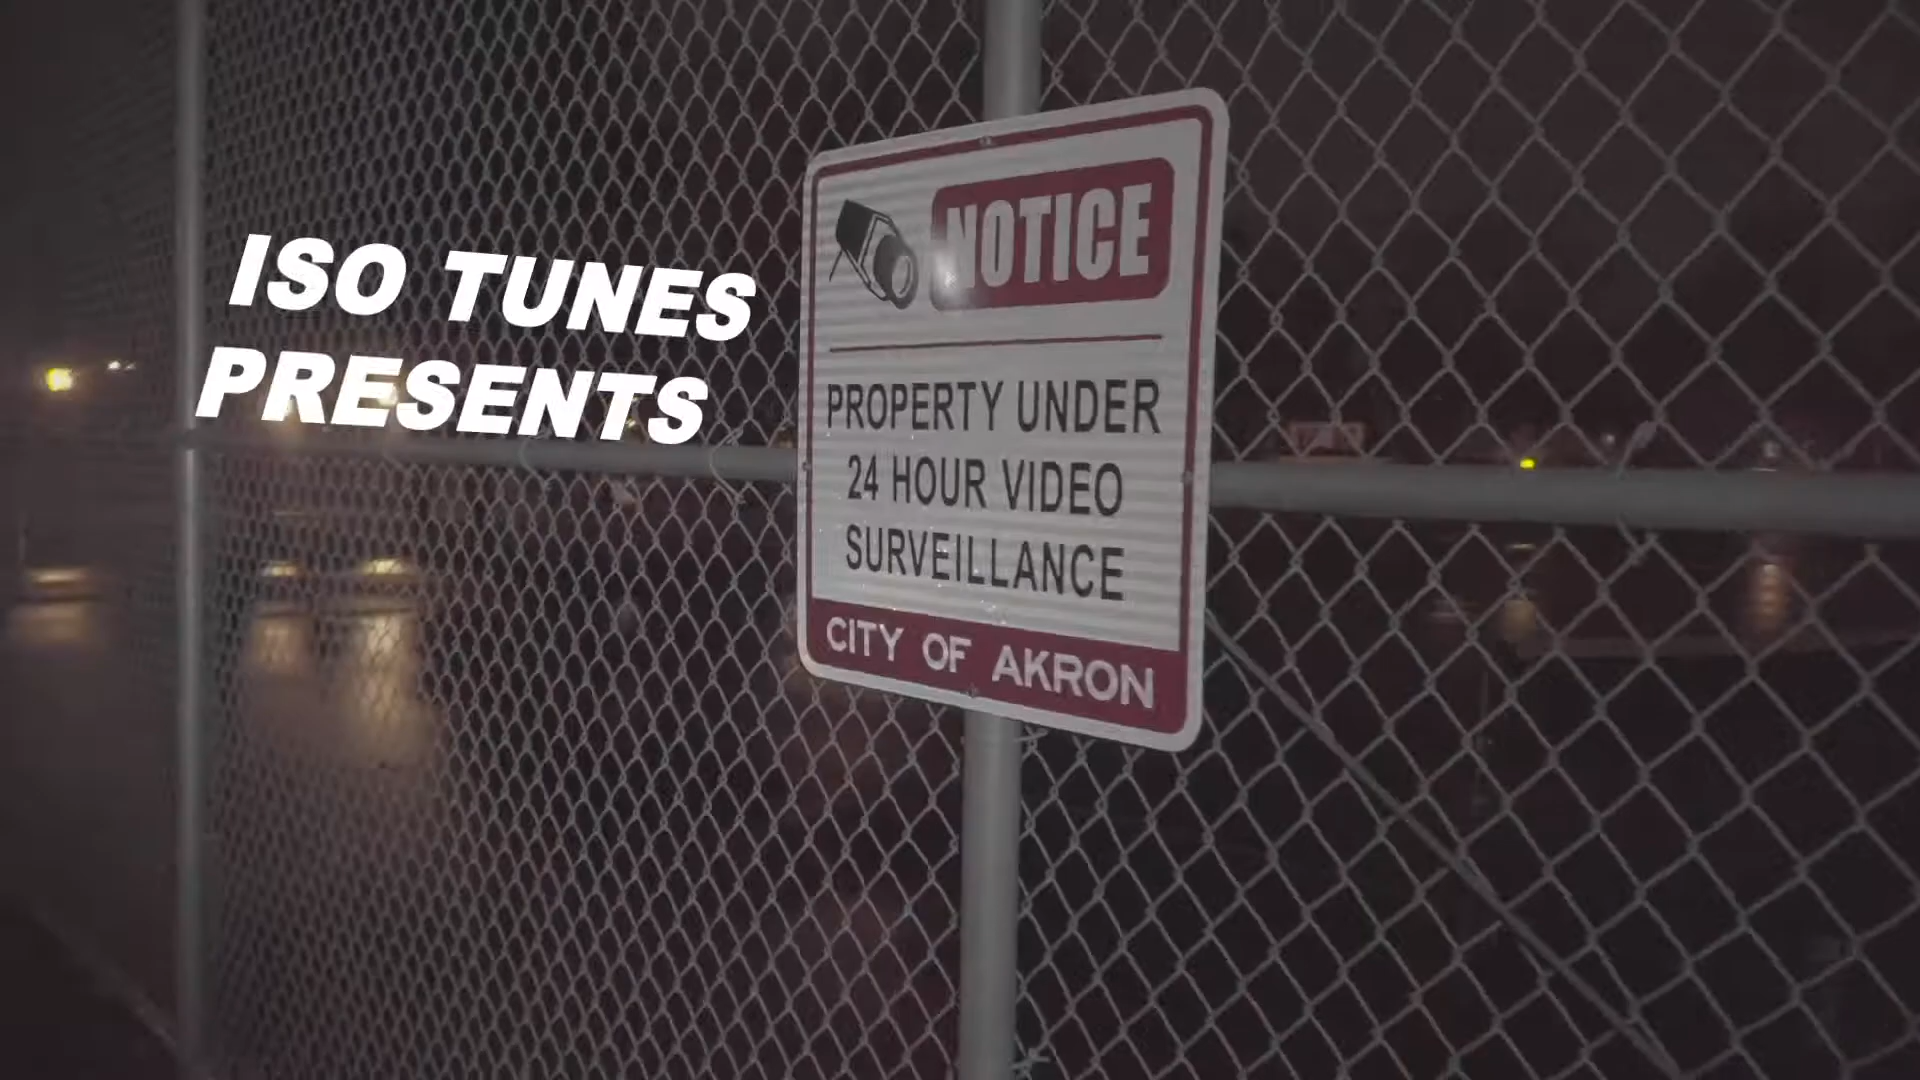 ISO TUNES
PRESENTS
NOTICE
PROPERTY UNDER
24 HOUR VIDEO
SURVEILLANCE
CITY OF AKRON